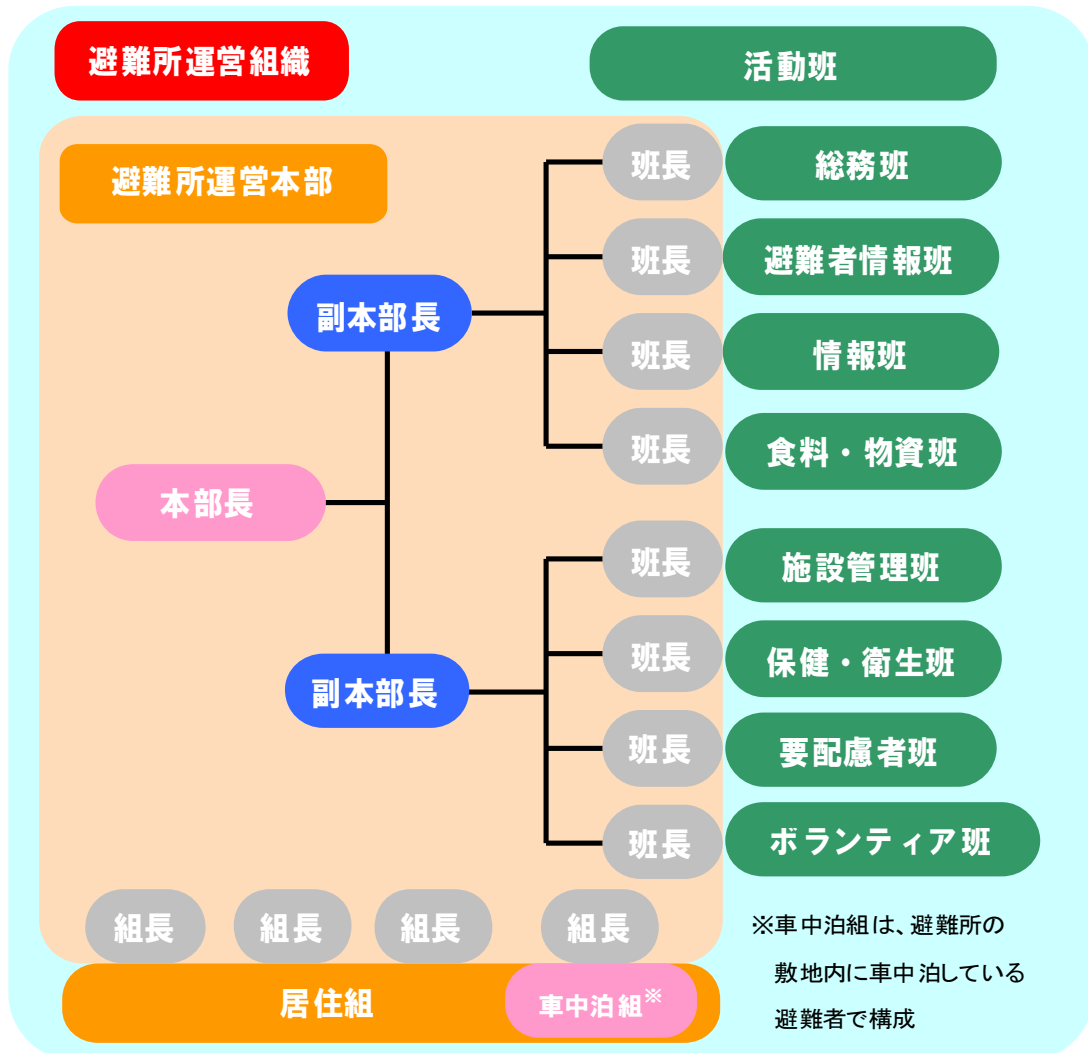 避難所運営組織
活動班
避難所運営本部
班長
総務班
班長
避難者情報班
副本部長
班長
情報班
班長
食料・物資班
本部長
班長
施設管理班
班長
保健・衛生班
副本部長
班長
要配慮者班
班長
ボランティア班
組長
組長
組長
組長
居住組
車中泊組※
※車中泊組は、避難所の
敷地内に車中泊している
避難者で構成